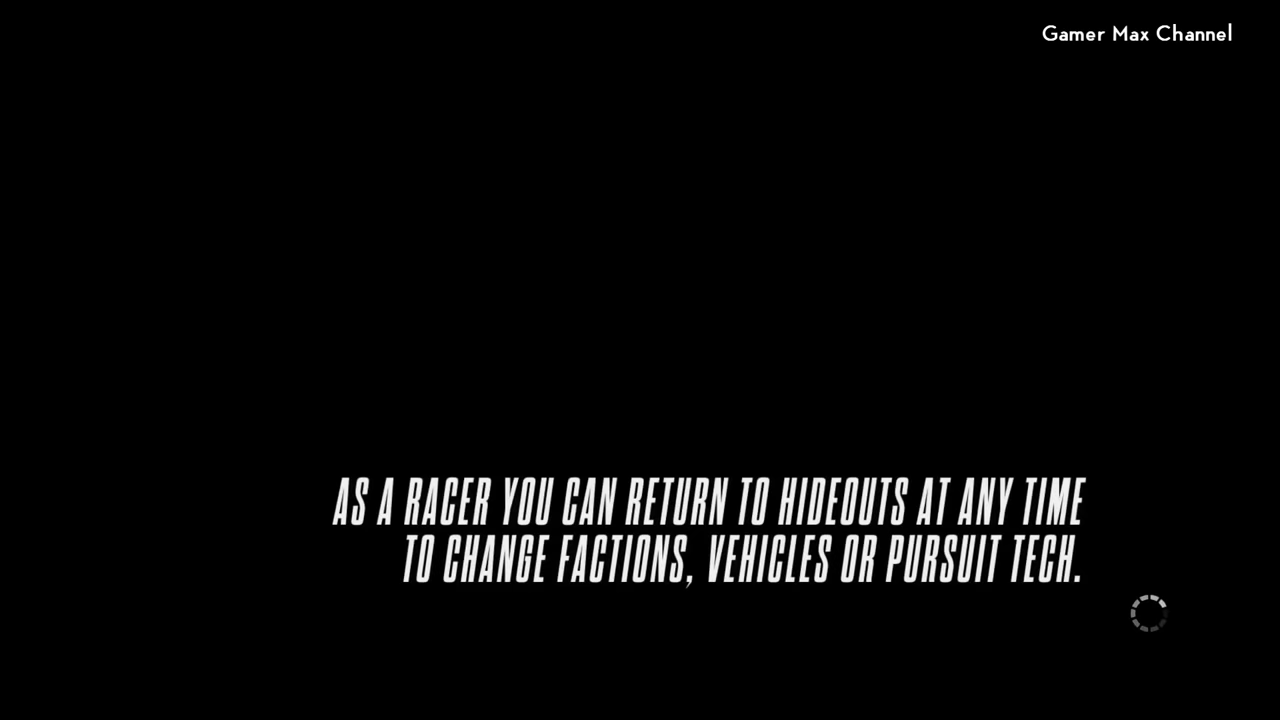 Gamer Max Channel
AS A RACER YOU CAN RETURN TO HIDEOUTS AT ANY TIME
TO CHANGE FACTIONS, VEHICLES OR PURSUIT TECH.